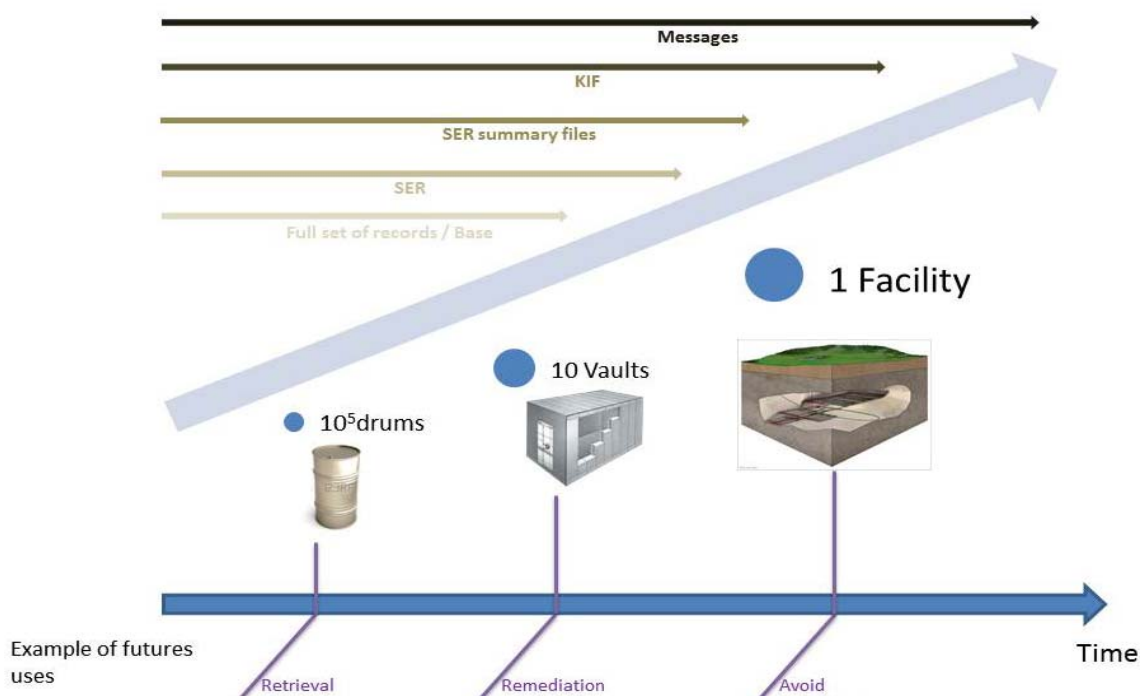 Messages
KIF
SER summary files
SER
Full set of records / Base
1 Facility
10 Vaults
10⁵drums
Example of futures
uses
Time
Retrieval
Remediation
Avoid